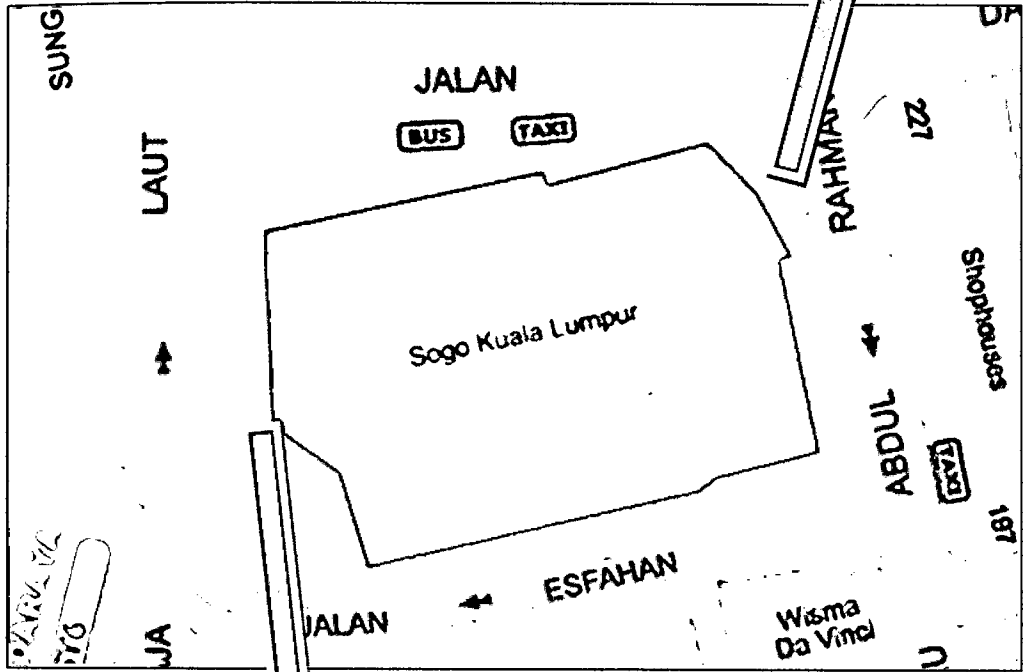 SUNG
JALAN
BUS
TAXI
LAUT
RAHMAN
227
Sogo Kuala Lumpur
Shophouses
ABDUL
TAXI
187
JALAN
ESFAHAN
Wisma
Da Vinci
JA
U